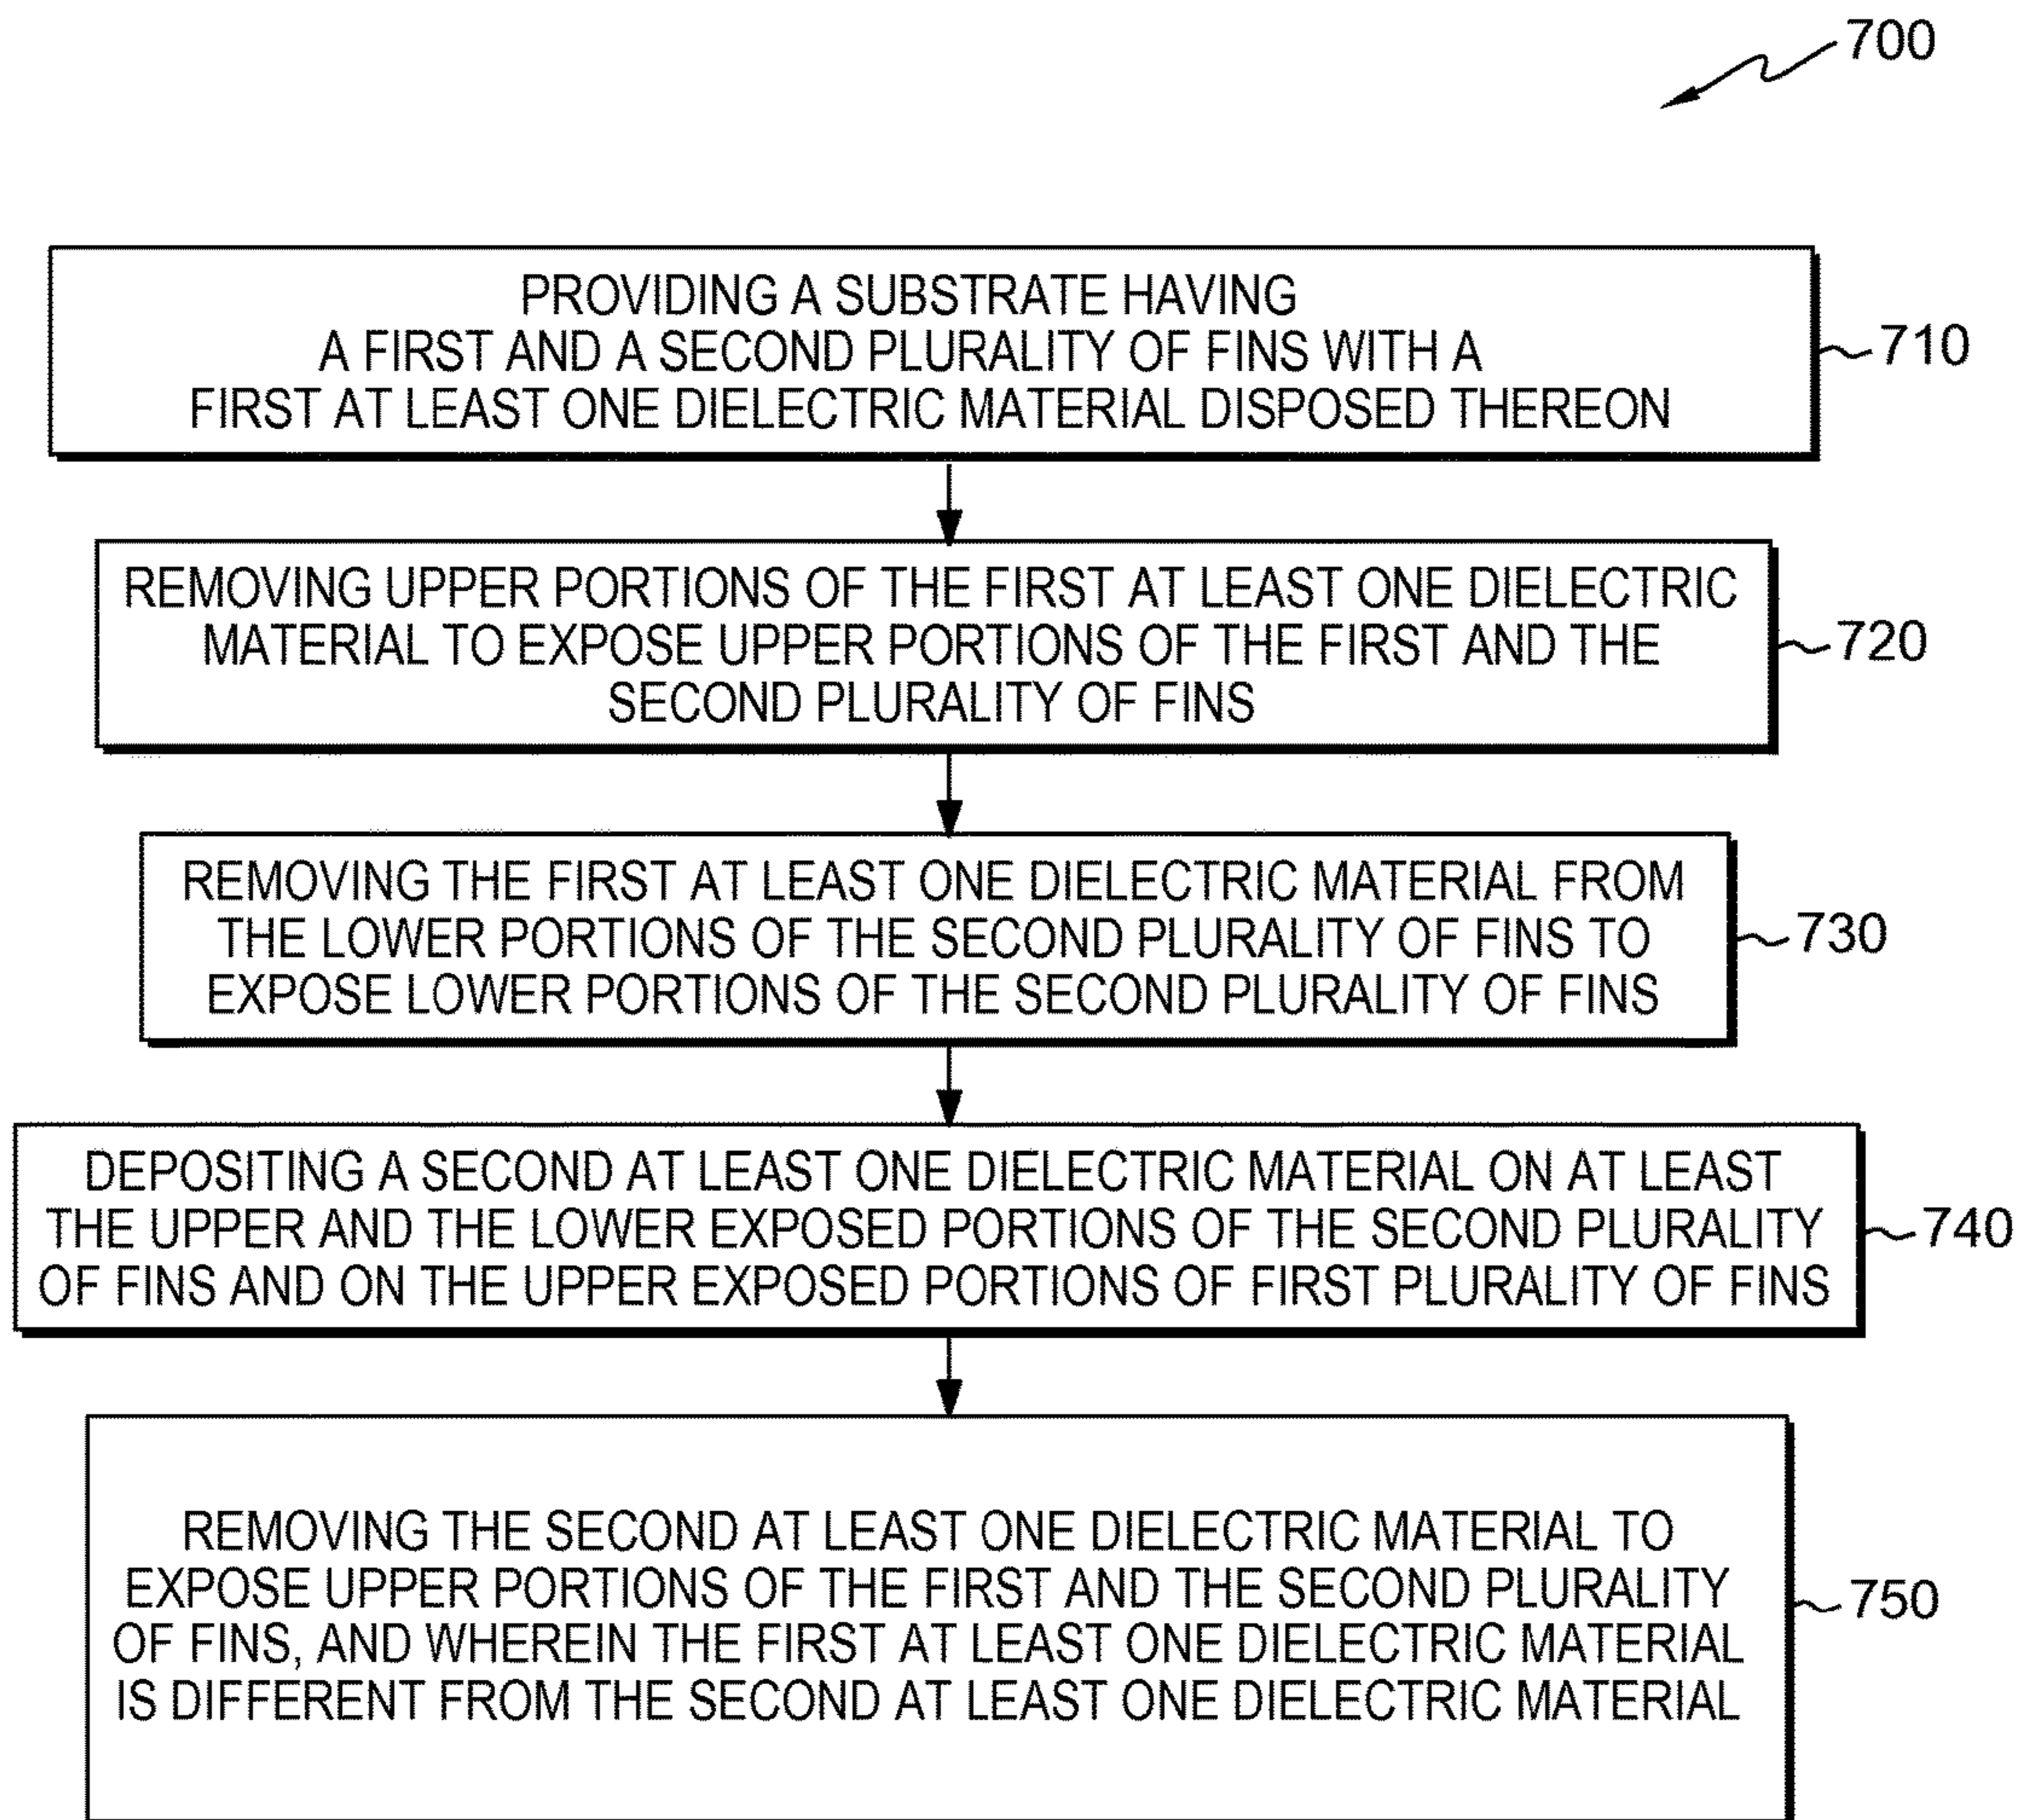 700
PROVIDING A SUBSTRATE HAVING
A FIRST AND A SECOND PLURALITY OF FINS WITH A
FIRST AT LEAST ONE DIELECTRIC MATERIAL DISPOSED THEREON
710
REMOVING UPPER PORTIONS OF THE FIRST AT LEAST ONE DIELECTRIC
MATERIAL TO EXPOSE UPPER PORTIONS OF THE FIRST AND THE
SECOND PLURALITY OF FINS
720
REMOVING THE FIRST AT LEAST ONE DIELECTRIC MATERIAL FROM
THE LOWER PORTIONS OF THE SECOND PLURALITY OF FINS TO
EXPOSE LOWER PORTIONS OF THE SECOND PLURALITY OF FINS
730
DEPOSITING A SECOND AT LEAST ONE DIELECTRIC MATERIAL ON AT LEAST
THE UPPER AND THE LOWER EXPOSED PORTIONS OF THE SECOND PLURALITY
OF FINS AND ON THE UPPER EXPOSED PORTIONS OF FIRST PLURALITY OF FINS
740
REMOVING THE SECOND AT LEAST ONE DIELECTRIC MATERIAL TO
EXPOSE UPPER PORTIONS OF THE FIRST AND THE SECOND PLURALITY
OF FINS, AND WHEREIN THE FIRST AT LEAST ONE DIELECTRIC MATERIAL
IS DIFFERENT FROM THE SECOND AT LEAST ONE DIELECTRIC MATERIAL
750